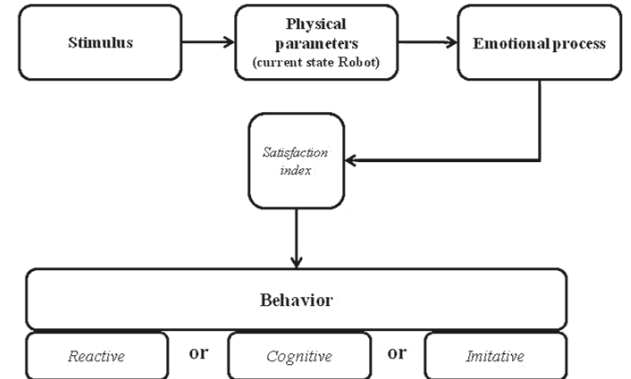 Stimulus
Physical
parameters
(current state Robot)
Emotional process
Satisfaction
index
Behavior
Reactive or Cognitive or Imitative